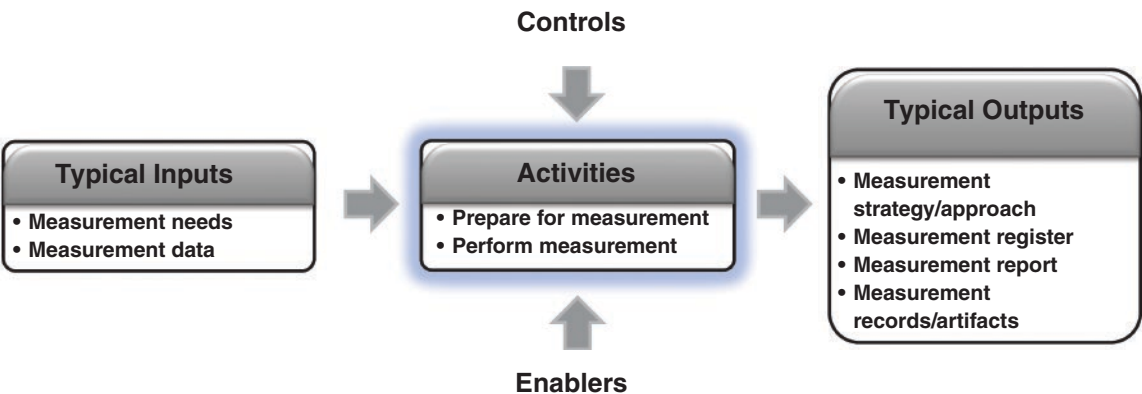 Controls
Typical Inputs
• Measurement needs
• Measurement data
Activities
• Prepare for measurement
• Perform measurement
Typical Outputs
• Measurement
strategy/approach
• Measurement register
• Measurement report
• Measurement
records/artifacts
Enablers